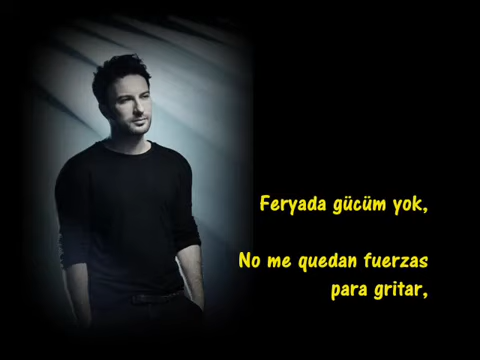 Feryada gücüm yok,
No me quedan fuerzas
para gritar,